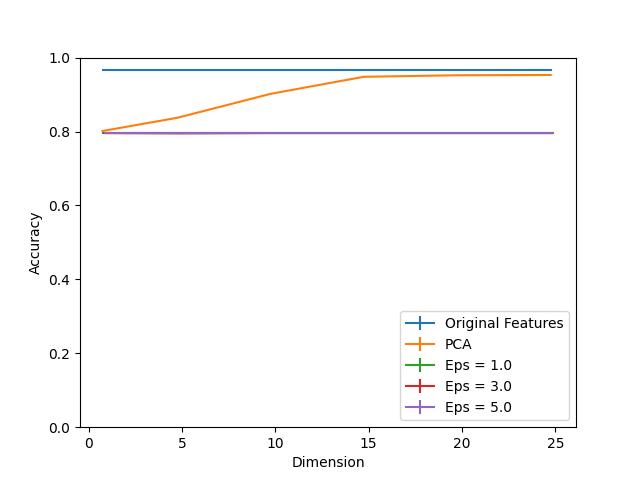 1.0
0.8
0.6
0.4
0.2
0.0
Accuracy
0 5 10 15 20 25
Dimension
Original Features
PCA
Eps = 1.0
Eps = 3.0
Eps = 5.0